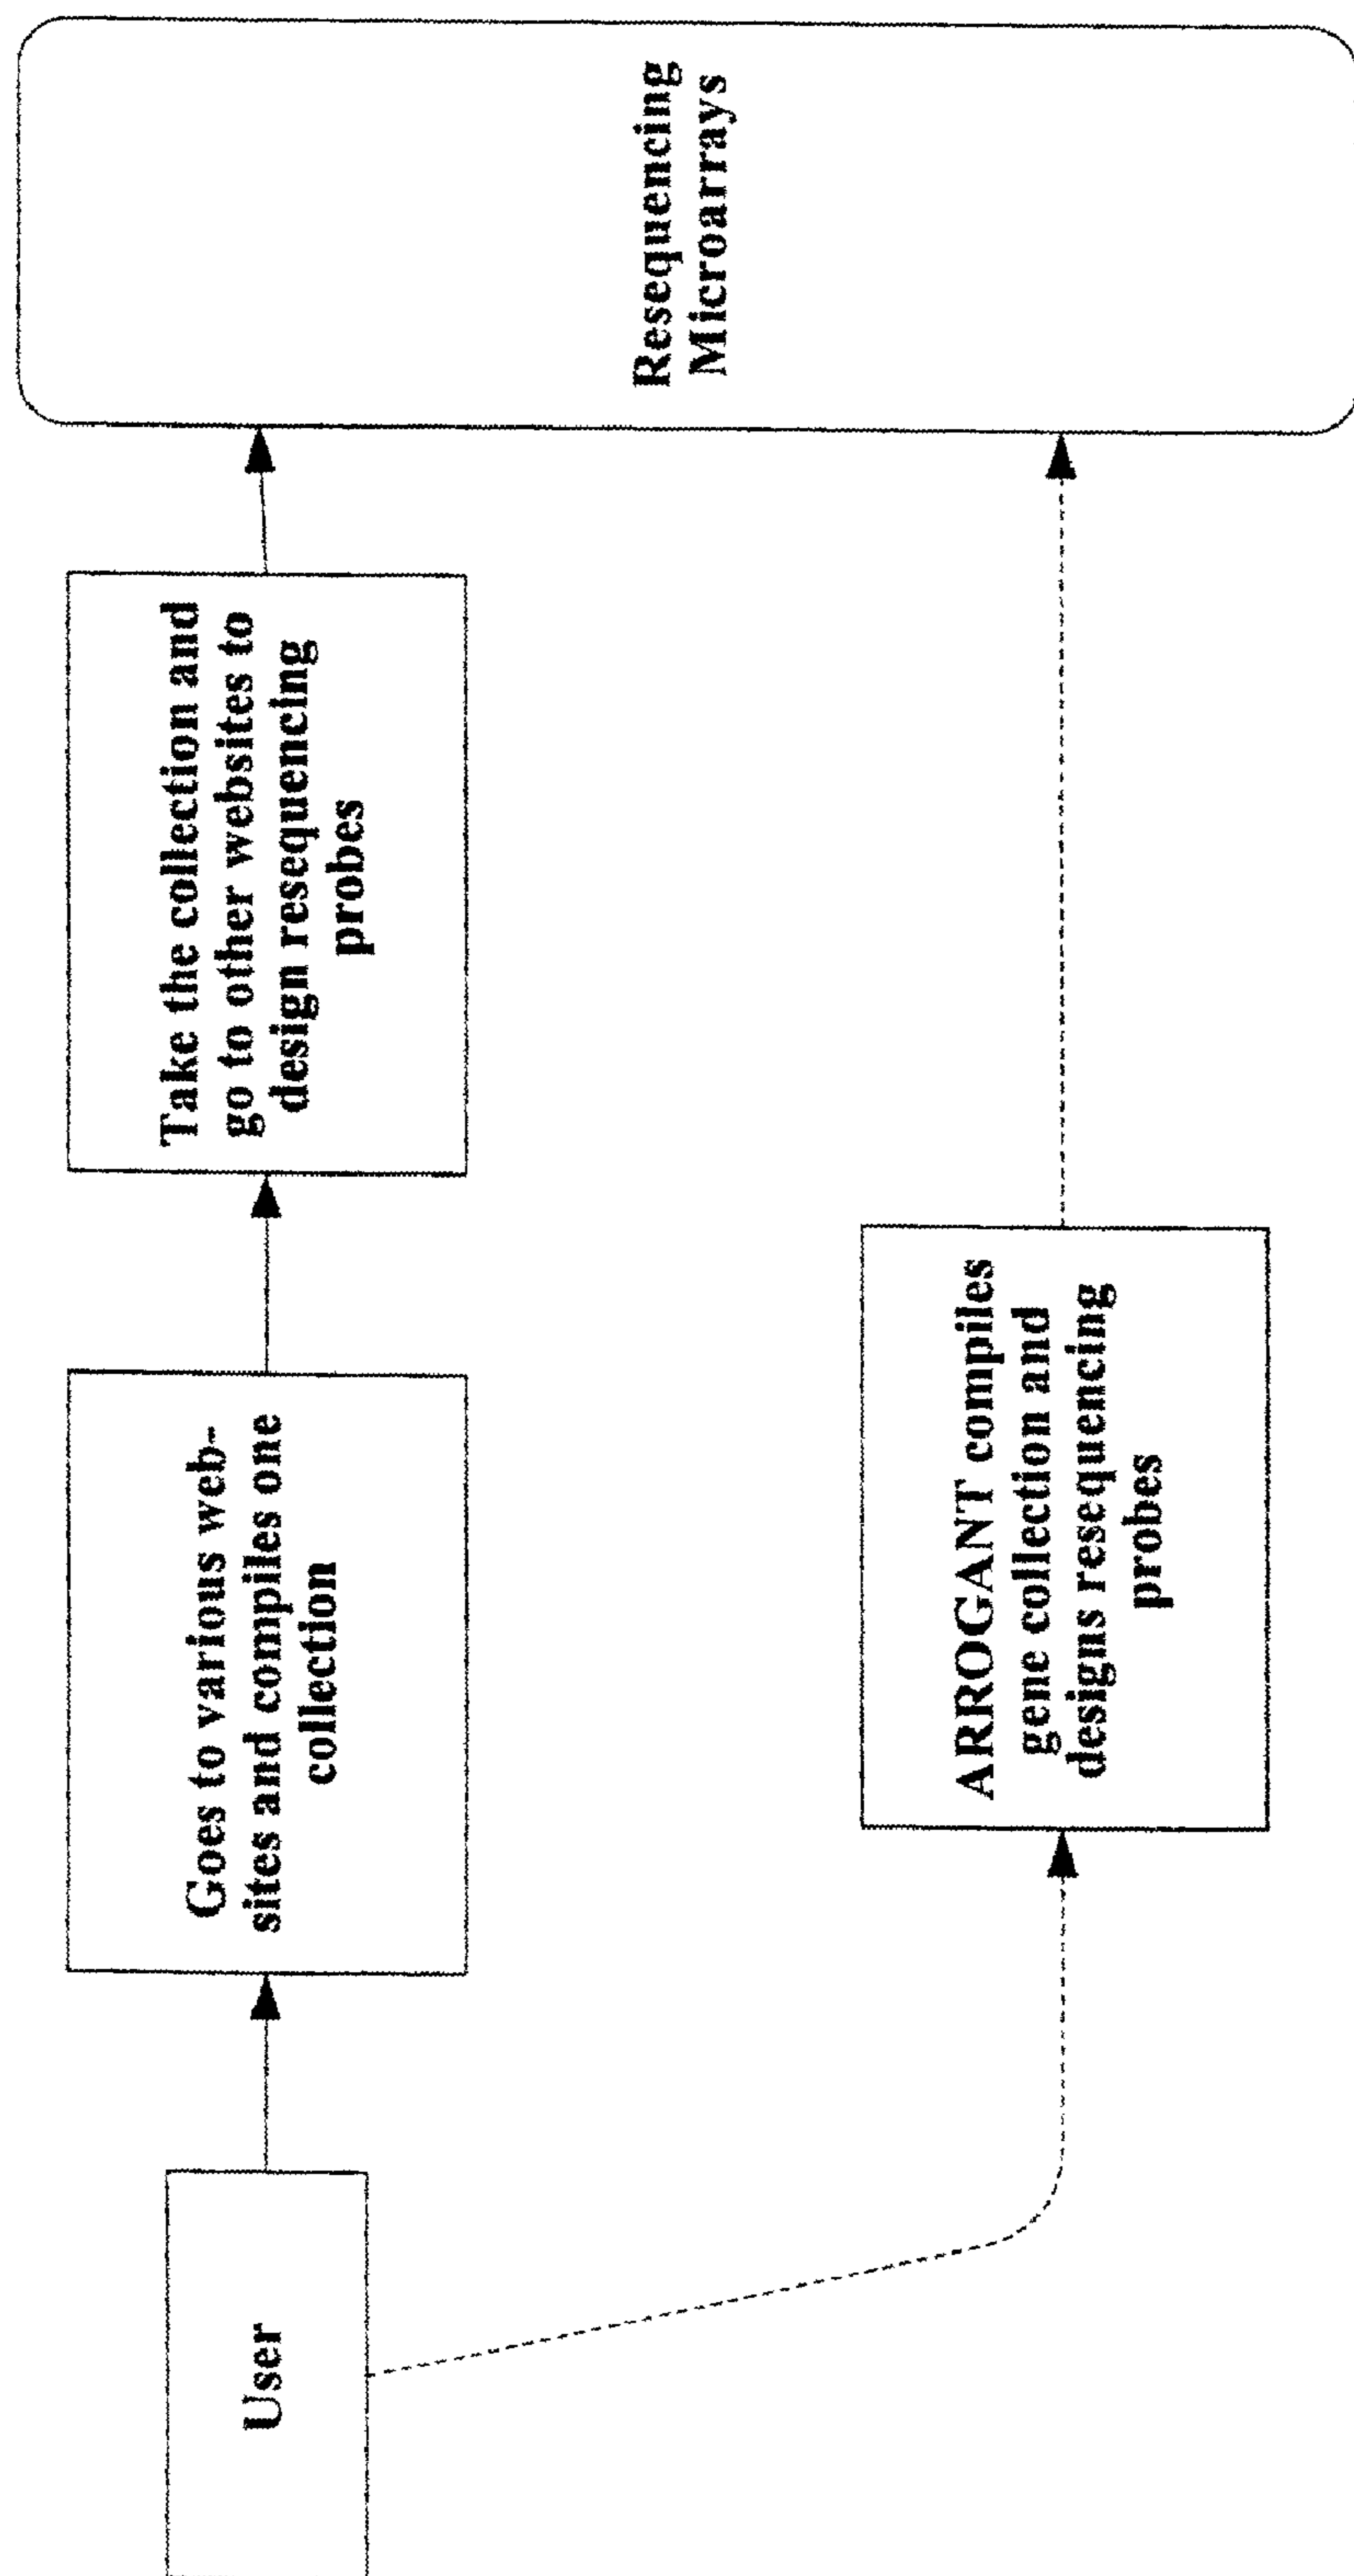 User
Goes to various web-
sites and compiles one
collection
Take the collection and
go to other websites to
design resequencing
probes
ARROGANT compiles
gene collection and
designs resequencing
probes
Resequencing
Microarrays